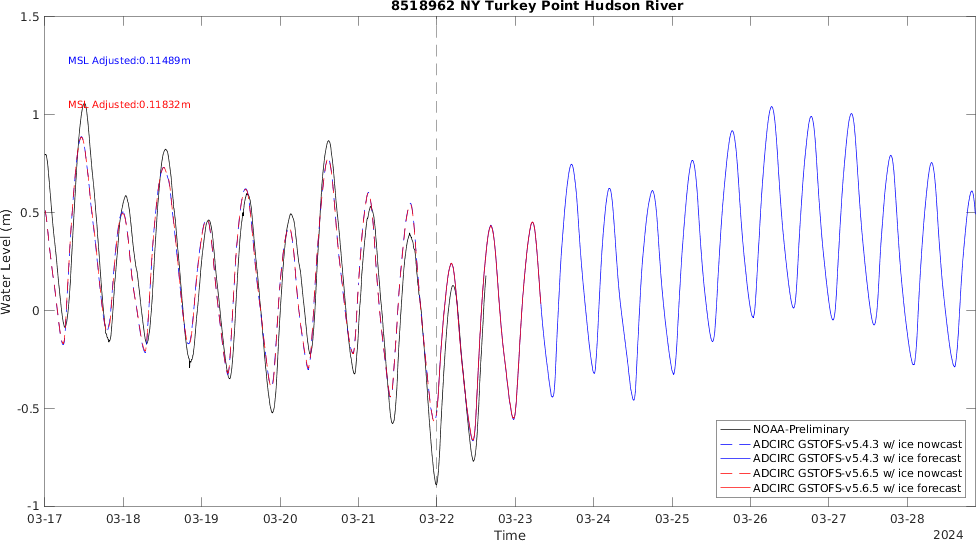 8518962 NY Turkey Point Hudson River
1.5
MSL Adjusted:0.11489m
MSL Adjusted:0.11832m
1
0.5
0
-0.5
-1
Water Level (m)
NOAA-Preliminary
ADCIRC GSTOFS-v5.4.3 w/ ice nowcast
ADCIRC GSTOFS-v5.4.3 w/ ice forecast
ADCIRC GSTOFS-v5.6.5 w/ ice nowcast
ADCIRC GSTOFS-v5.6.5 w/ ice forecast
03-17 03-18 03-19 03-20 03-21 03-22 03-23 03-24 03-25 03-26 03-27 03-28
Time
2024